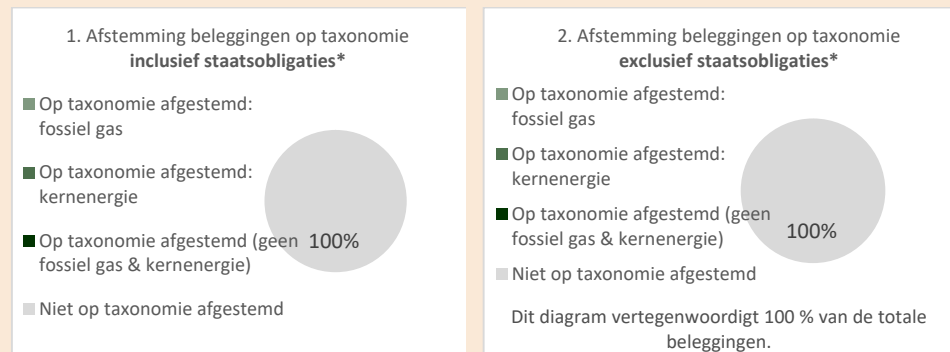 1. Afstemming beleggingen op taxonomie
inclusief staatsobligaties*
Op taxonomie afgestemd:
fossiel gas
Op taxonomie afgestemd:
kernenergie
Op taxonomie afgestemd (geen
fossiel gas & kernenergie)
Niet op taxonomie afgestemd
100%
2. Afstemming beleggingen op taxonomie
exclusief staatsobligaties*
Op taxonomie afgestemd:
fossiel gas
Op taxonomie afgestemd:
kernenergie
Op taxonomie afgestemd (geen
fossiel gas & kernenergie)
Niet op taxonomie afgestemd
100%
Dit diagram vertegenwoordigt 100 % van de totale
beleggingen.